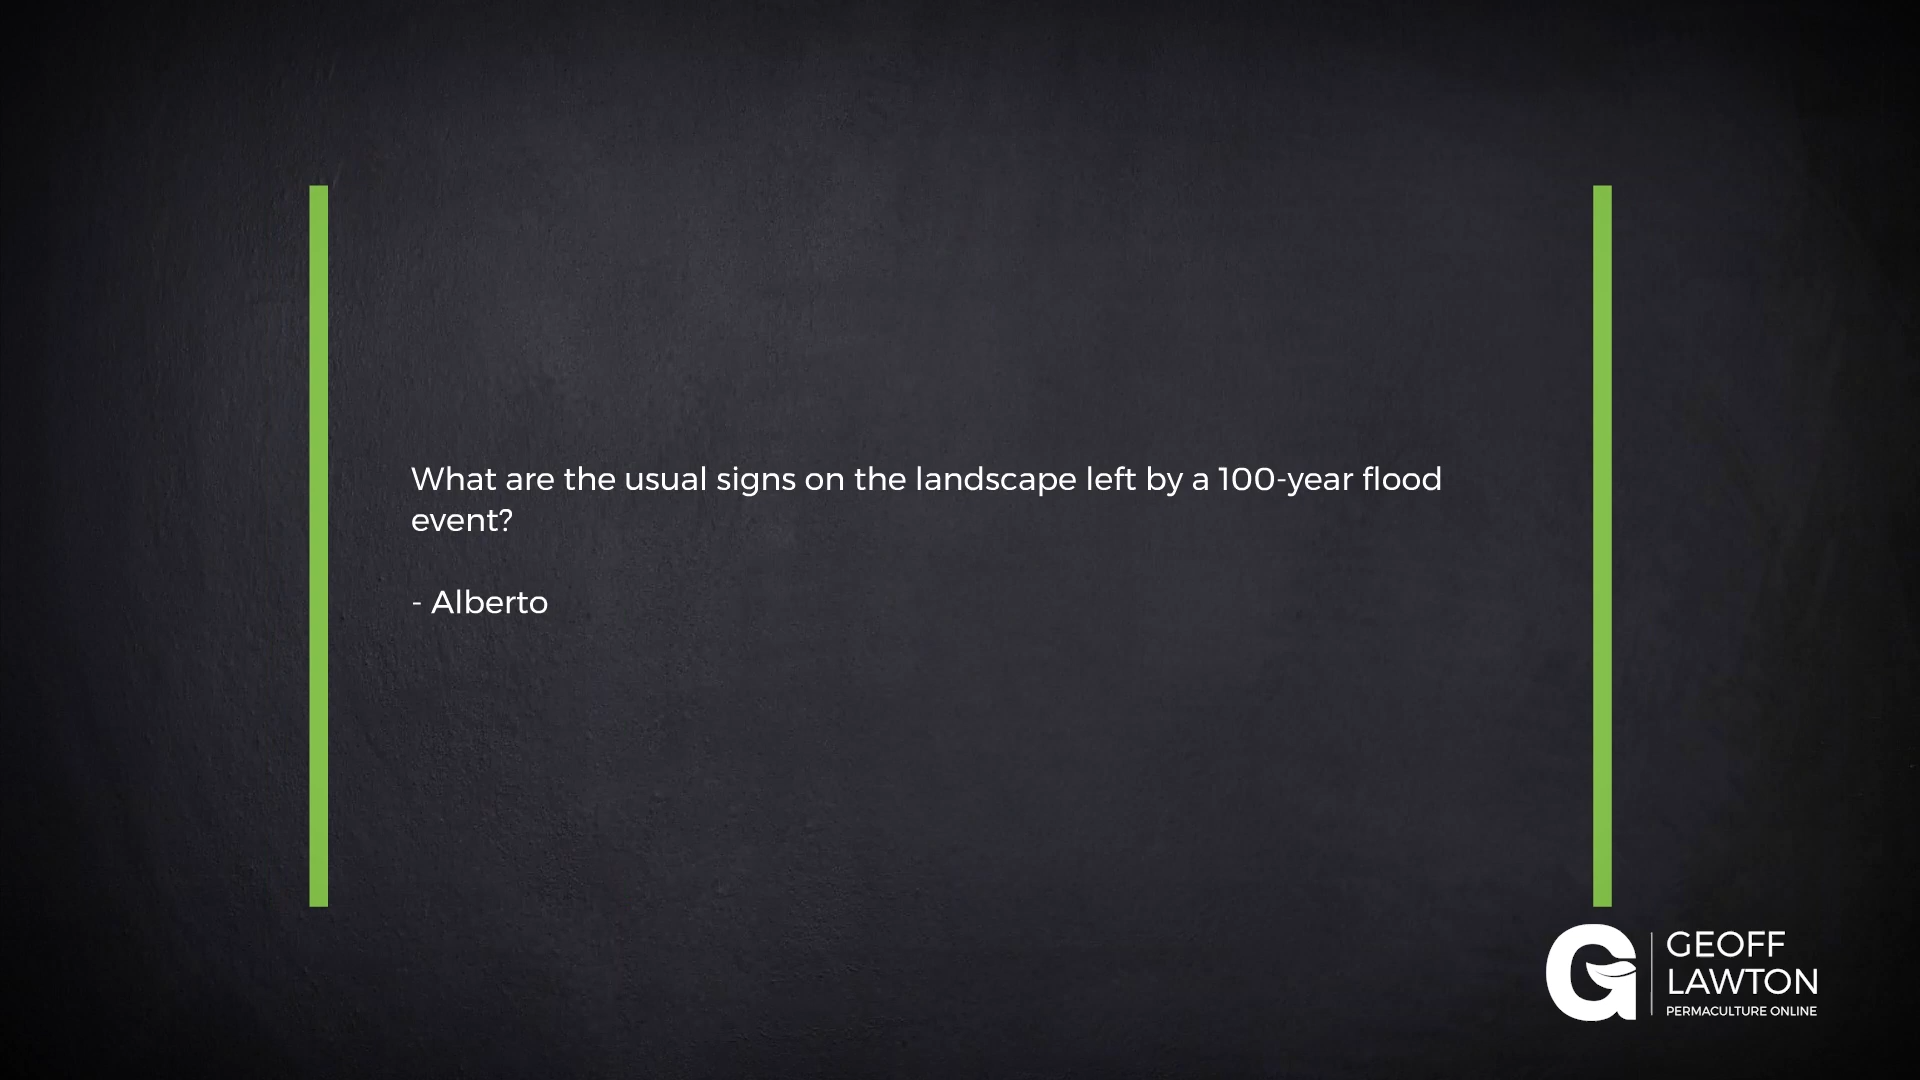 What are the usual signs on the landscape left by a 100-year flood
event?
- Alberto
GEOFF
LAWTON
PERMACULTURE ONLINE